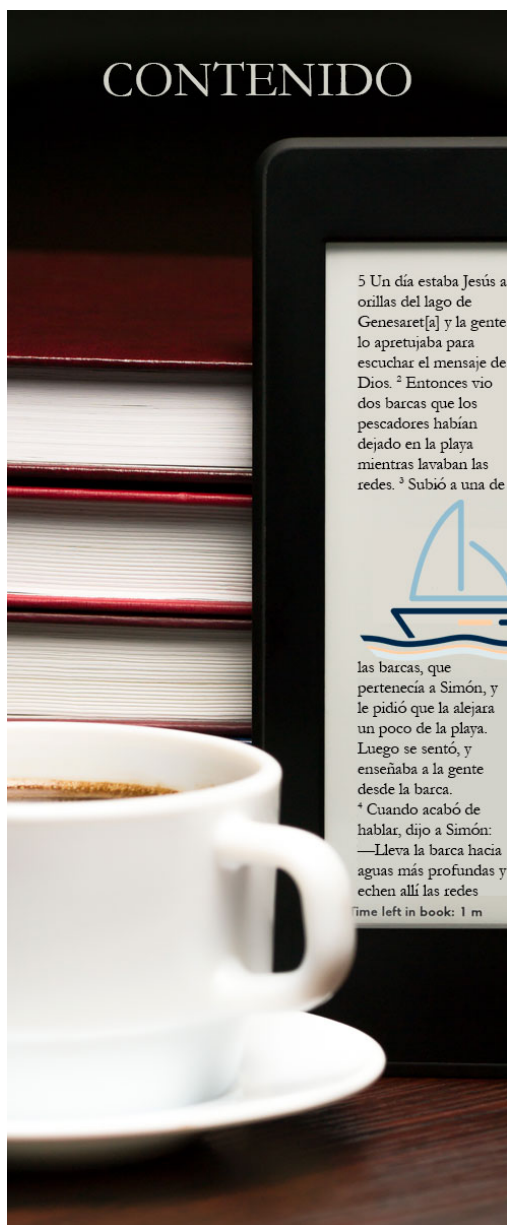 CONTENIDO
5 Un día estaba Jesús a
orillas del lago de
Genesaret[a] y la gente
lo apretujaba para
escuchar el mensaje de
Dios. ² Entonces vio
dos barcas que los
pescadores habían
dejado en la playa
mientras lavaban las
redes. ³ Subió a una de
las barcas, que
pertenecía a Simón, y
le pidió que la alejara
un poco de la playa.
Luego se sentó, y
enseñaba a la gente
desde la barca.
⁴ Cuando acabó de
hablar, dijo a Simón:
—Lleva la barca hacia
aguas más profundas y
echen allí las redes
Time left in book: 1 m